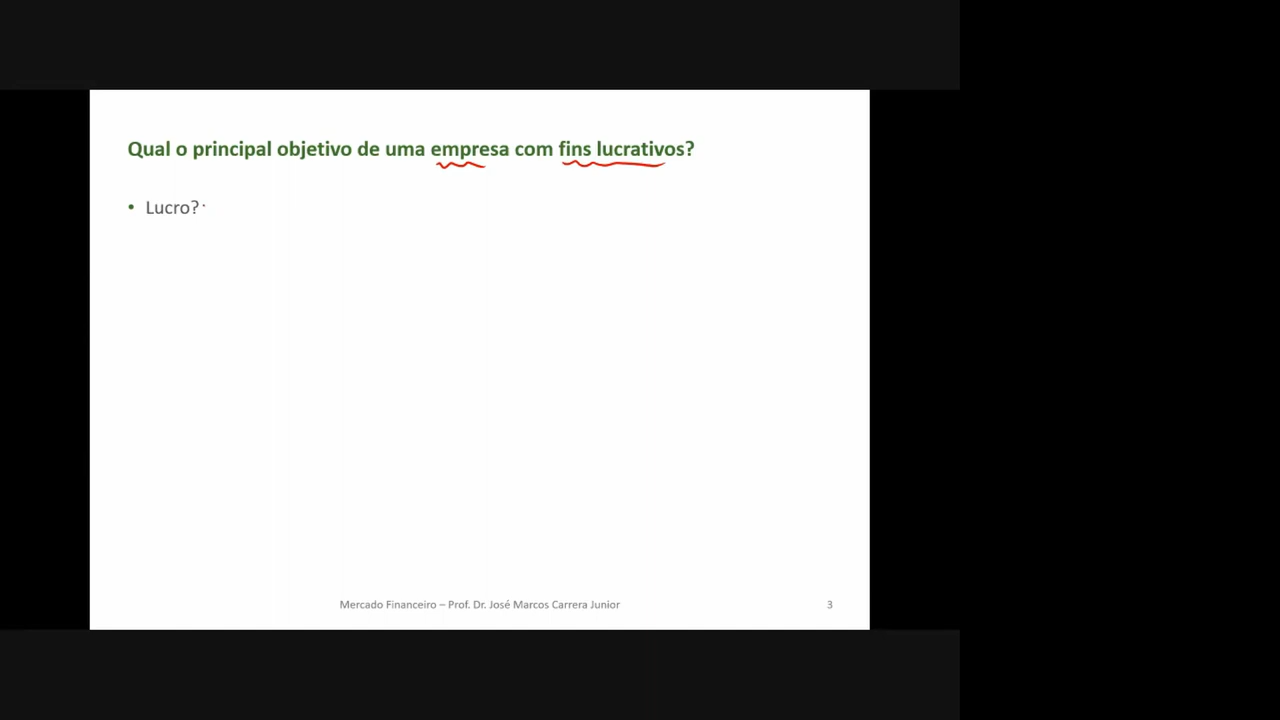 Qual o principal objetivo de uma empresa com fins lucrativos?
• Lucro?
Mercado Financeiro – Prof. Dr. José Marcos Carrera Junior
3